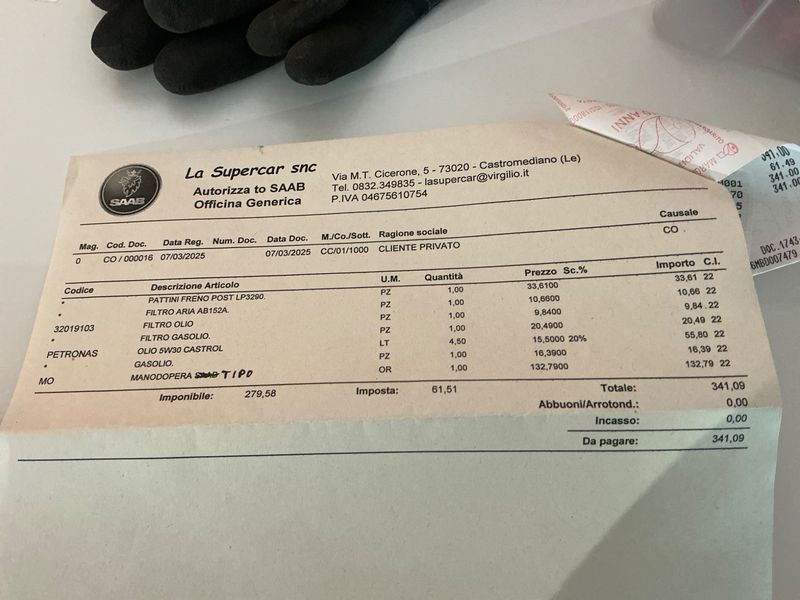 SAAB
La Supercar snc
Autorizza to SAAB
Officina Generica
Via M.T. Cicerone, 5 - 73020 - Castromediano (Le)
Tel. 0832.349835 - lasupercar@virgilio.it
P.IVA 04675610754
Mag. Cod. Doc. Data Reg. Num. Doc. Data Doc. M./Co./Sott. Ragione sociale Causale
0 CO / 000016 07/03/2025 07/03/2025 CC/01/1000 CLIENTE PRIVATO CO .
Codice Descrizione Articolo U.M. Quantità Prezzo Sc.% Importo C.I.
* PATTINI FRENO POST LP3290. PZ 1,00 33,6100 33,61 22
* FILTRO ARIA AB152A. PZ 1,00 10,6600 10,66 22
32019103 FILTRO OLIO PZ 1,00 9,8400 9,84 22
* FILTRO GASOLIO. PZ 1,00 20,4900 20,49 22
PETRONAS OLIO 5W30 CASTROL LT 4,50 15,5000 20% 55,80 22
* GASOLIO. PZ 1,00 16,3900 16,39 22
MO MANODOPERA SAAB TIPO OR 1,00 132,7900 132,79 22
Imponibile: 279,58 Imposta: 61,51 Totale: 341,09
Abbuoni/Arrotond.: 0,00
Incasso: 0,00
Da pagare: 341,09
ANNI
341,00
61.49
341.00
341.0
DOC.1743